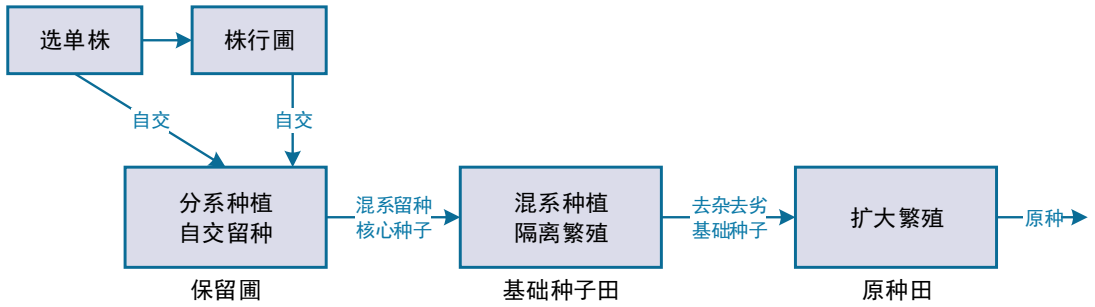 选单株
株行圃
自交
自交
分系种植
自交留种
混系留种
核心种子
混系种植
隔离繁殖
去杂去劣
基础种子
扩大繁殖
原种
保留圃
基础种子田
原种田